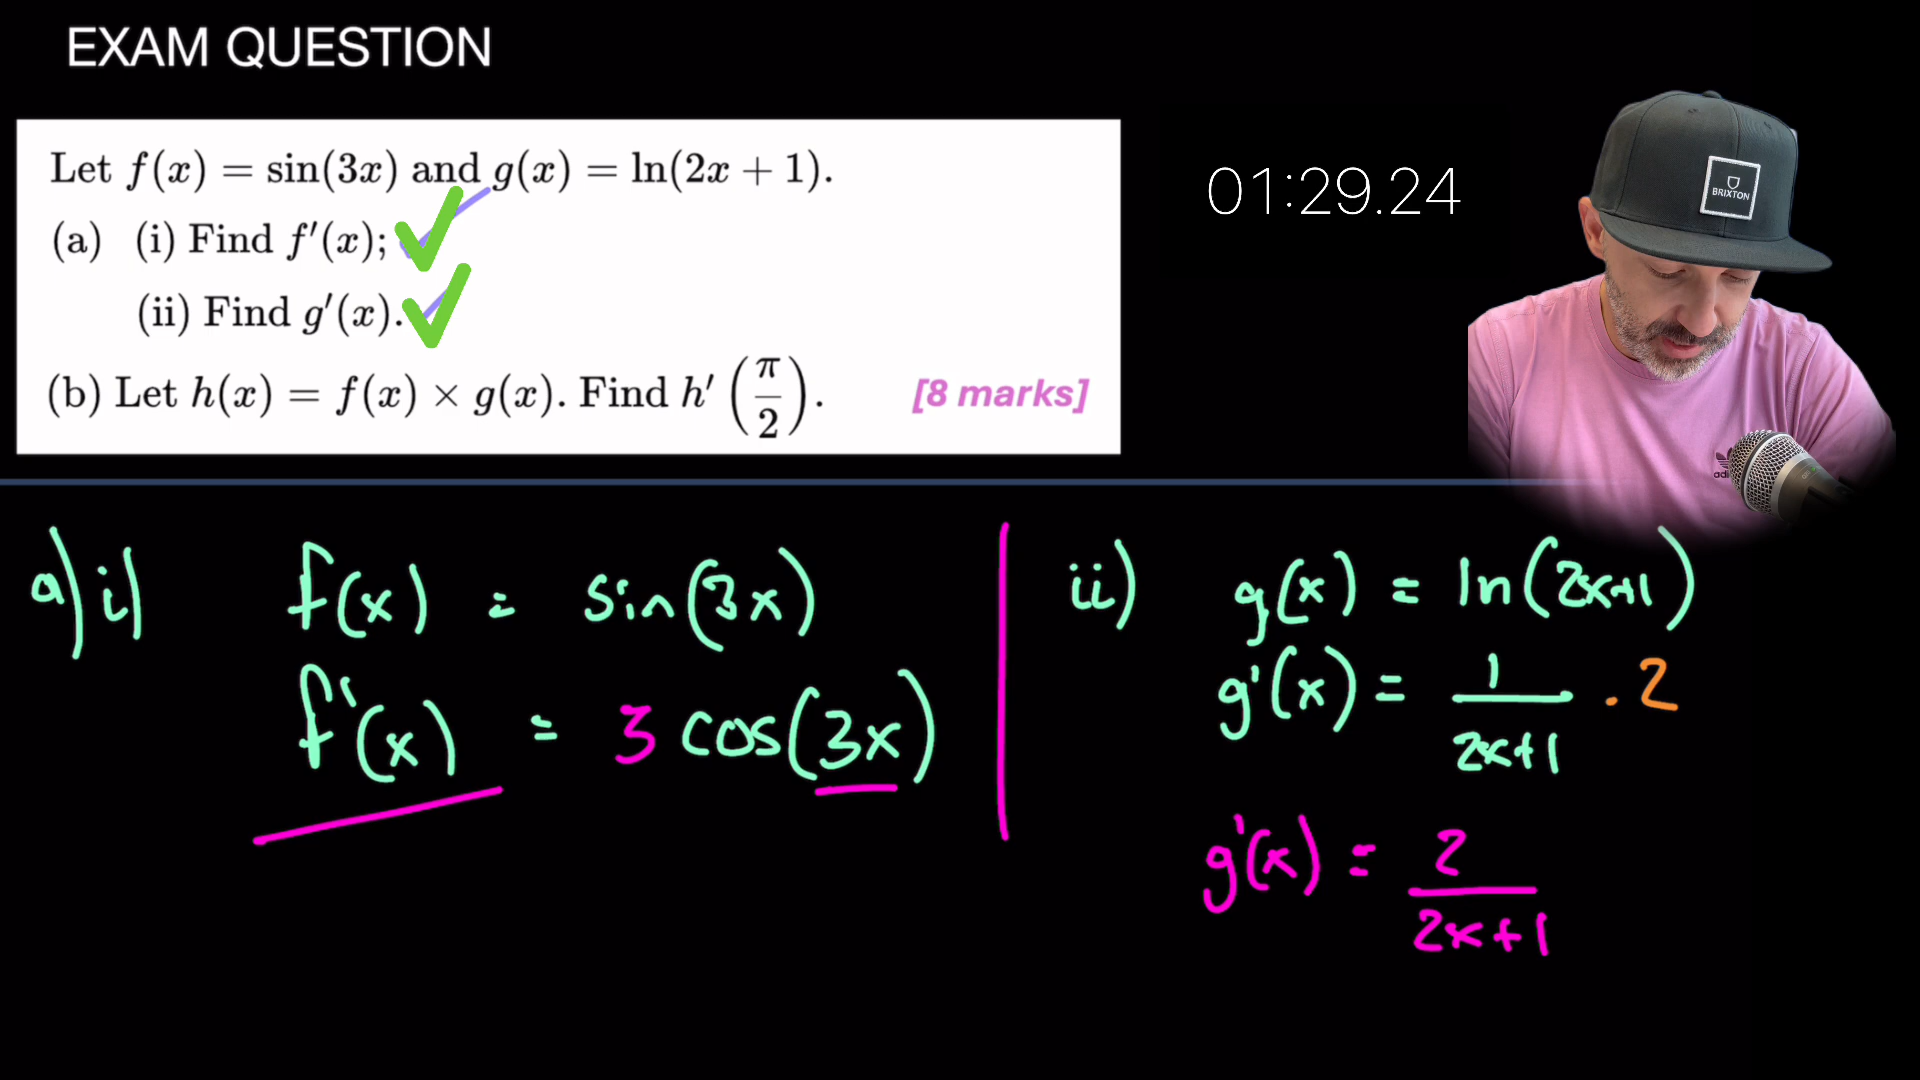 EXAM QUESTION
Let f(x) = sin(3x) and g(x) = ln(2x + 1).
(a) (i) Find f′(x);
(ii) Find g′(x).
(b) Let h(x) = f(x) × g(x). Find h′(π/2).
[8 marks]
01:29.24
BRIXTON
adi
a) i) f(x) = sin(3x)
f'(x) = 3 cos(3x)
ii) g(x) = ln(2x+1)
g'(x) = 1/(2x+1) . 2
g'(x) = 2/(2x+1)